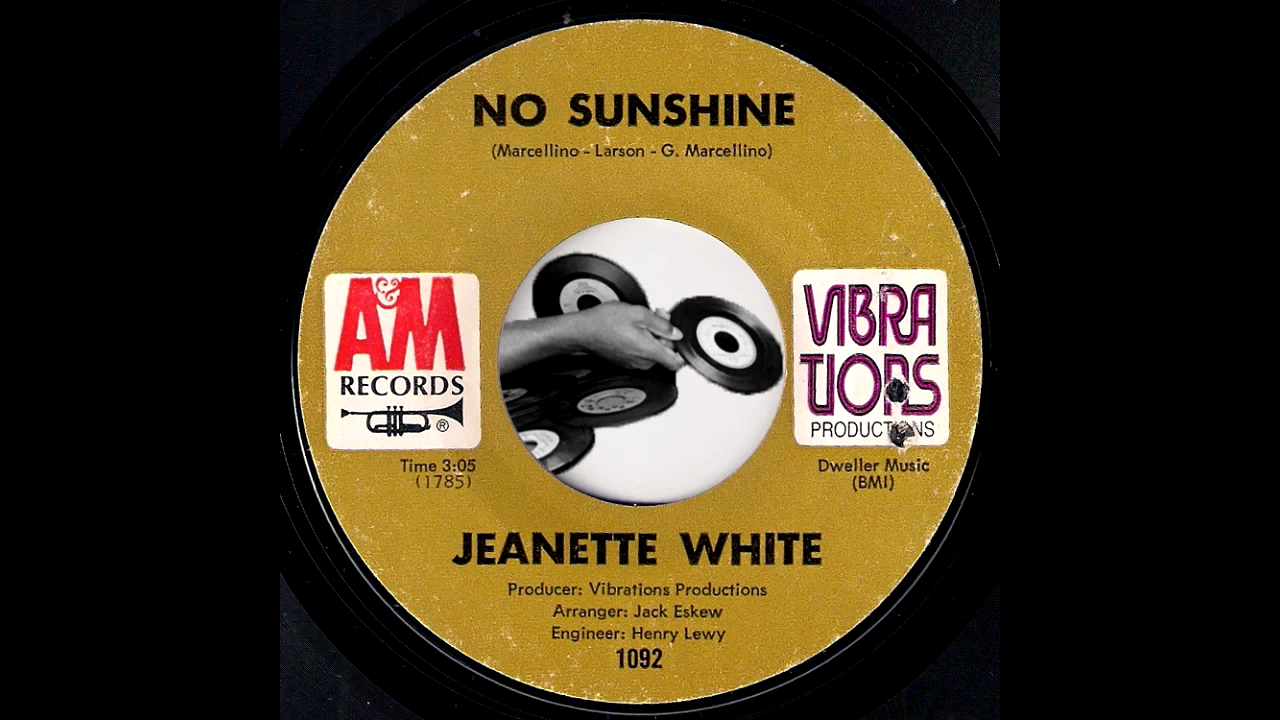 NO SUNSHINE
(Marcellino - Larson - G. Marcellino)
A&M
RECORDS
®
VIBRA
TIONS
PRODUCTIONS
Time 3:05
(1785)
Dweller Music
(BMI)
JEANETTE WHITE
Producer: Vibrations Productions
Arranger: Jack Eskew
Engineer: Henry Lewy
1092